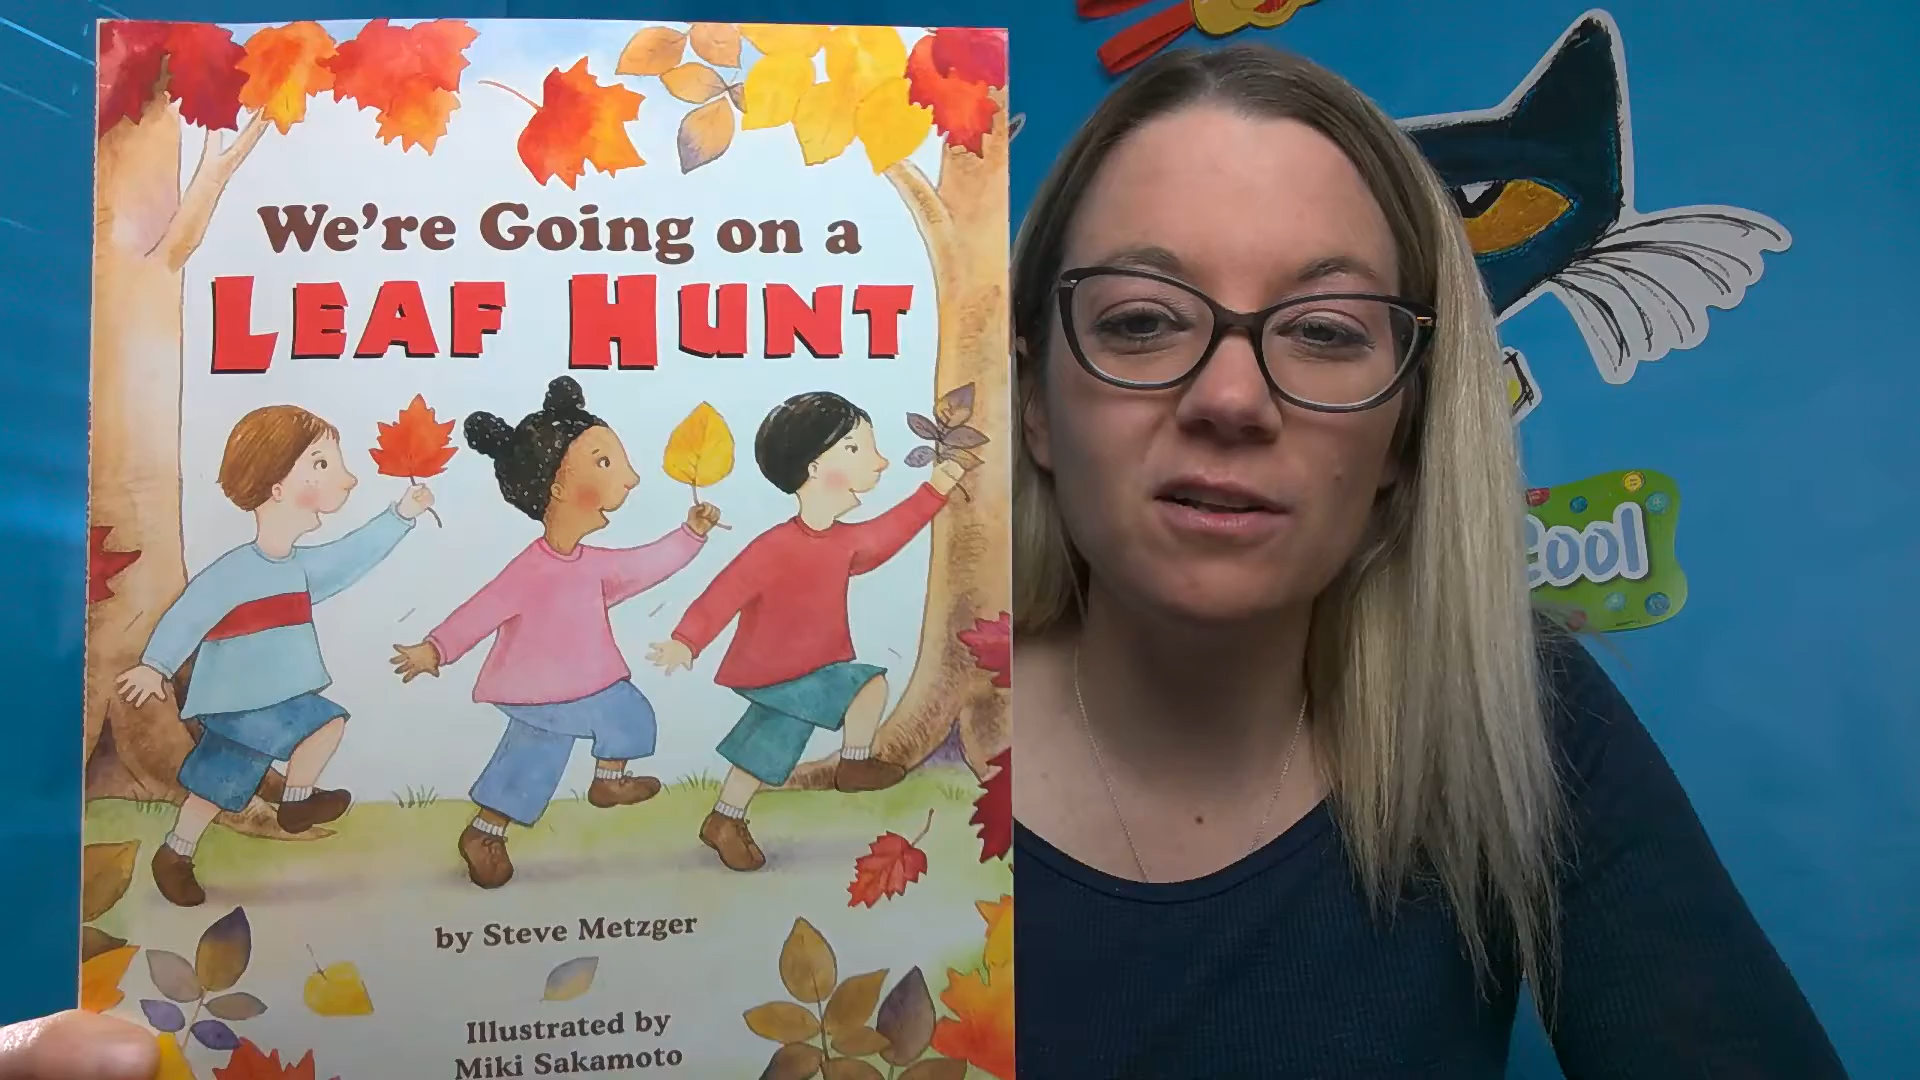 We're Going on a
LEAF HUNT
by Steve Metzger
Illustrated by
Miki Sakamoto
Cool